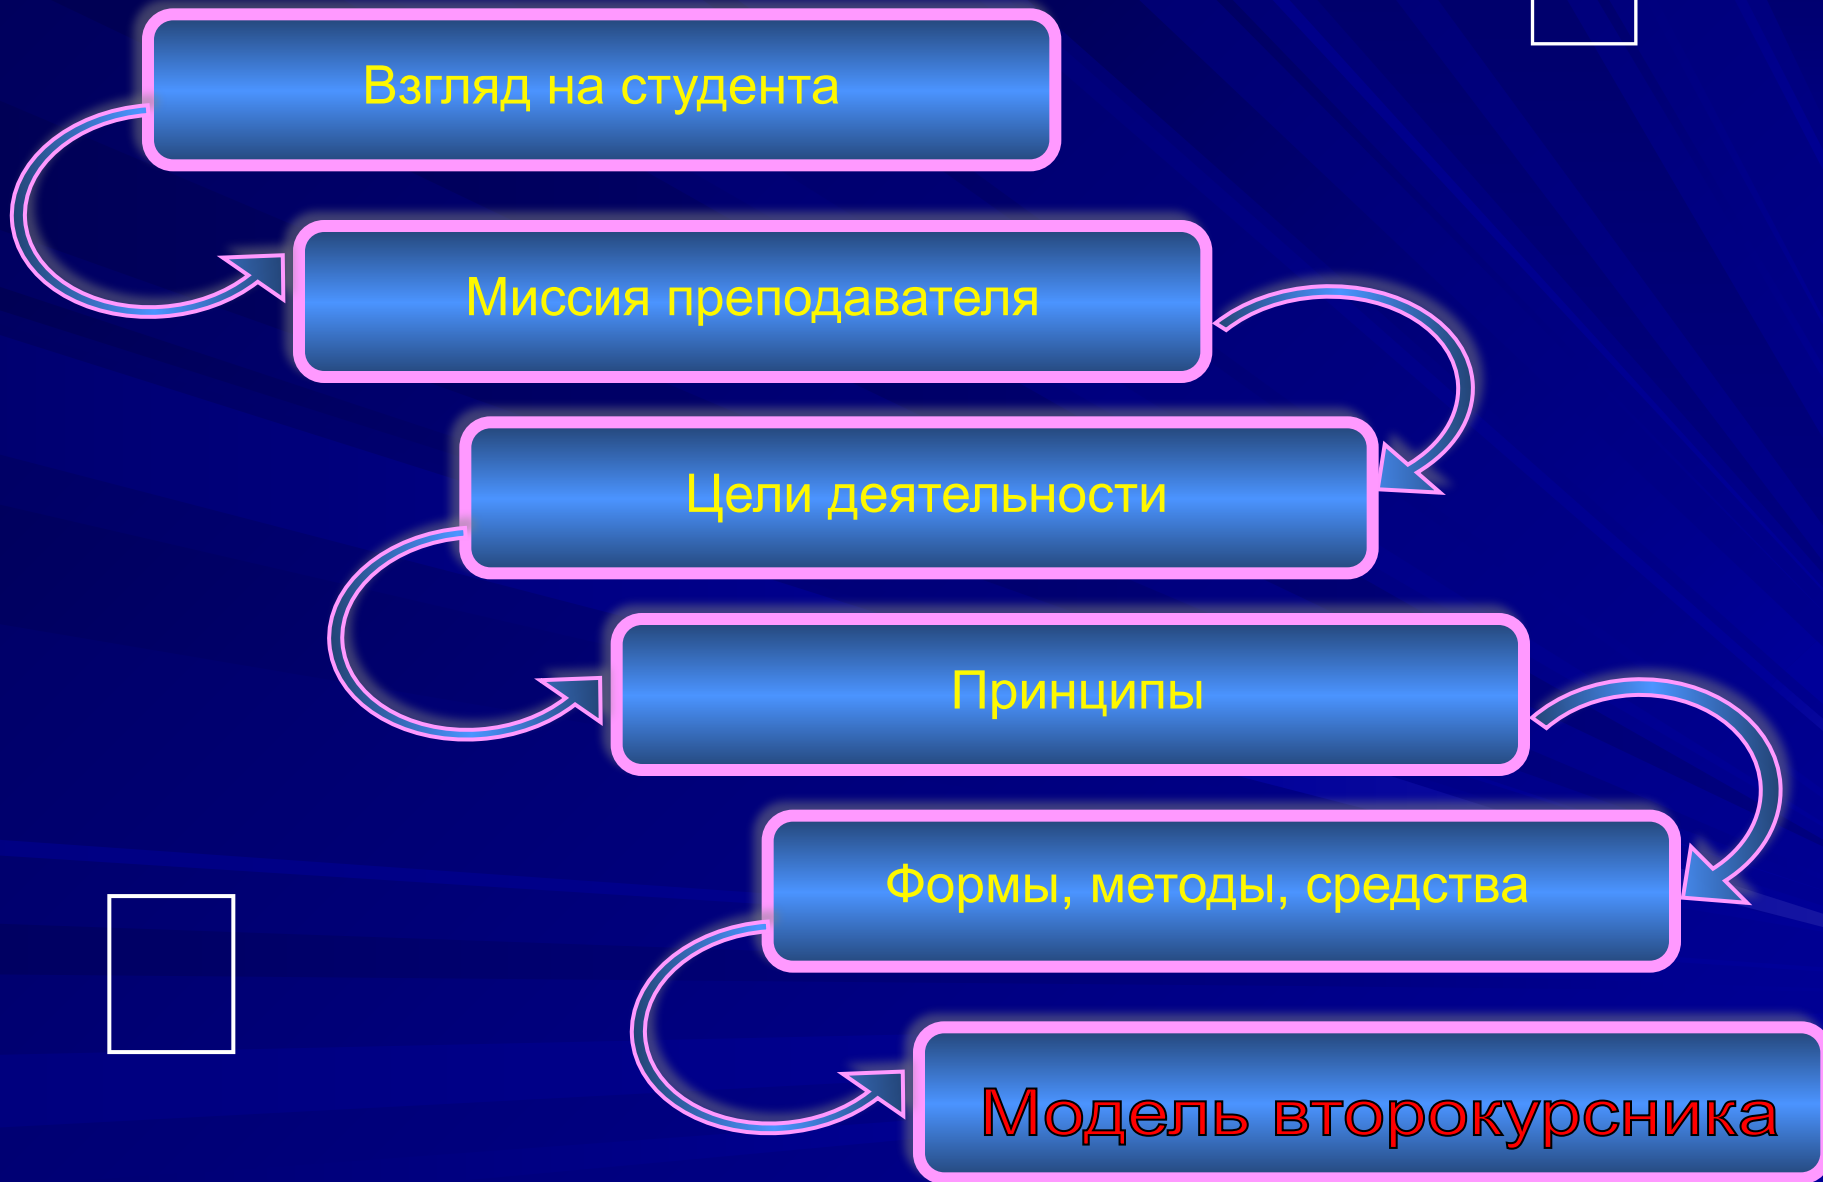 Взгляд на студента
Миссия преподавателя
Цели деятельности
Принципы
Формы, методы, средства
Модель второкурсника